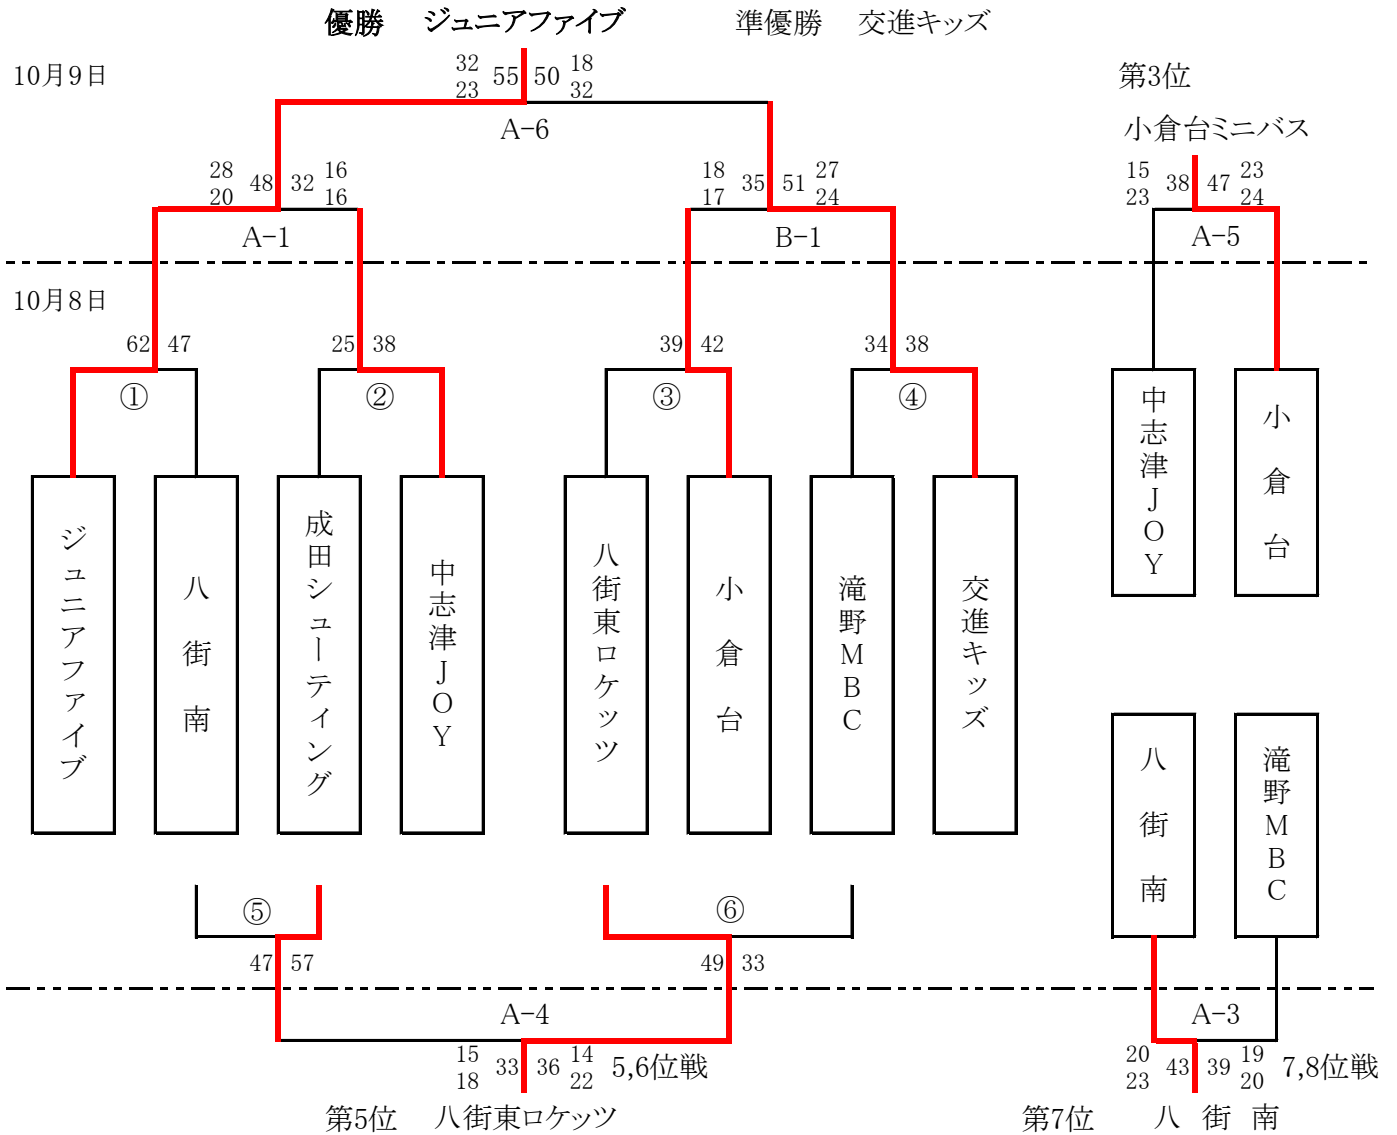 優勝 ジュニアファイブ 準優勝 交進キッズ
10月9日
32 55 50 18
23 32
A-6
第3位
小倉台ミニバス
28 48 32 16
20 16
A-1
18 35 51 27
17 24
B-1
15 38 47 23
23 24
A-5
10月8日
62 47
①
25 38
②
39 42
③
34 38
④
中志津JOY
小倉台
ジュニアファイブ
八街南
成田シューティング
中志津JOY
八街東ロケッツ
小倉台
滝野MBC
交進キッズ
八街南
滝野MBC
⑤
47 57
⑥
49 33
A-4
15 33 36 14 5,6位戦
18 22
第5位 八街東ロケッツ
A-3
20 43 39 19 7,8位戦
23 20
第7位 八街南